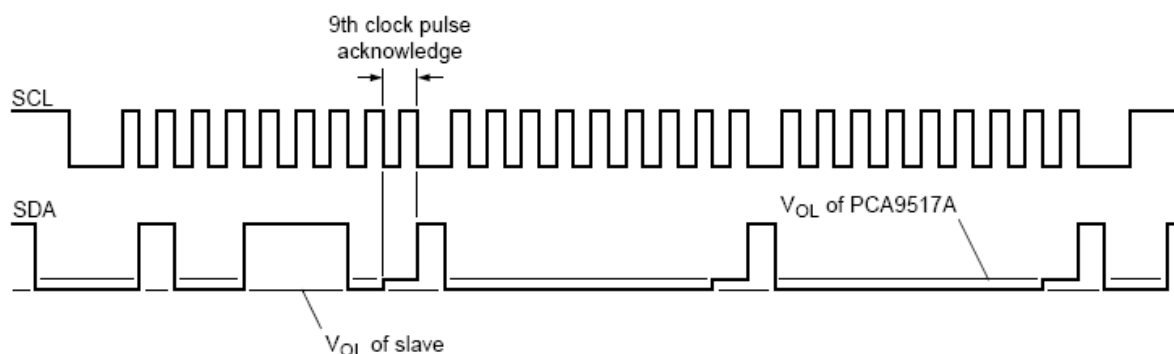 9th clock pulse
acknowledge
SCL
SDA
VOL of PCA9517A
VOL of slave